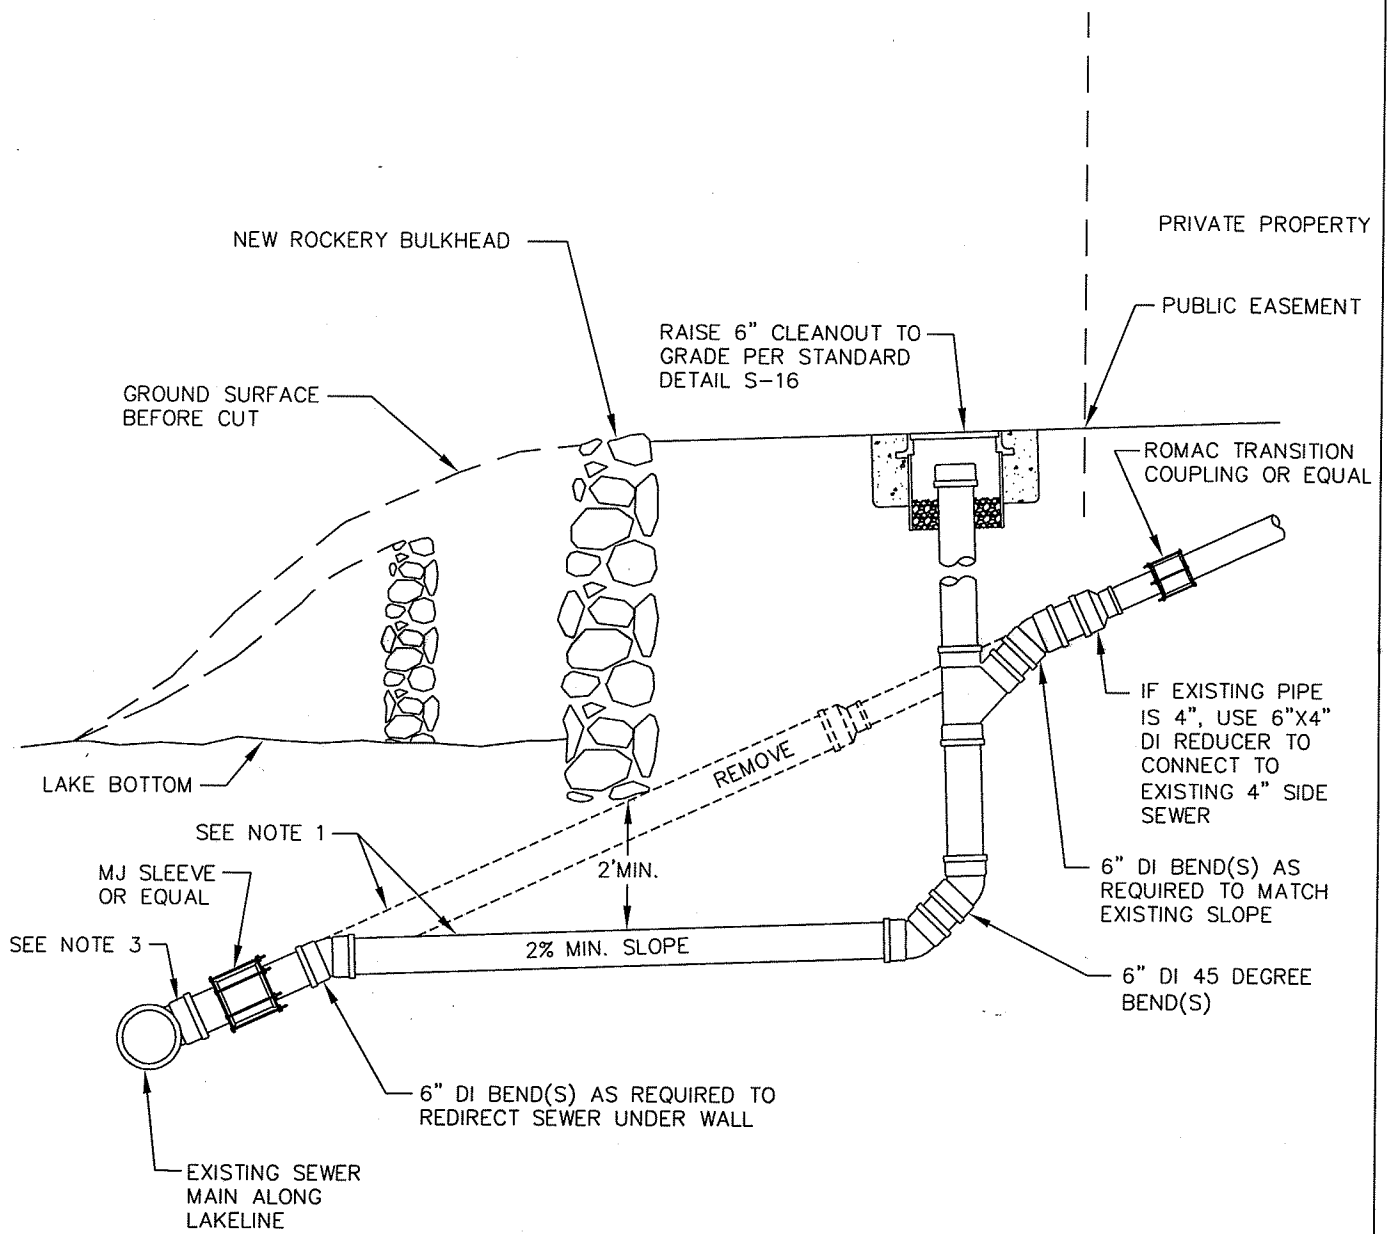 PRIVATE PROPERTY
NEW ROCKERY BULKHEAD
PUBLIC EASEMENT
RAISE 6" CLEANOUT TO
GRADE PER STANDARD
DETAIL S-16
GROUND SURFACE
BEFORE CUT
ROMAC TRANSITION
COUPLING OR EQUAL
IF EXISTING PIPE
IS 4", USE 6"X4"
DI REDUCER TO
CONNECT TO
EXISTING 4" SIDE
SEWER
REMOVE
LAKE BOTTOM
SEE NOTE 1
2'MIN.
MJ SLEEVE
OR EQUAL
6" DI BEND(S) AS
REQUIRED TO MATCH
EXISTING SLOPE
SEE NOTE 3
2% MIN. SLOPE
6" DI 45 DEGREE
BEND(S)
6" DI BEND(S) AS REQUIRED TO
REDIRECT SEWER UNDER WALL
EXISTING SEWER
MAIN ALONG
LAKELINE